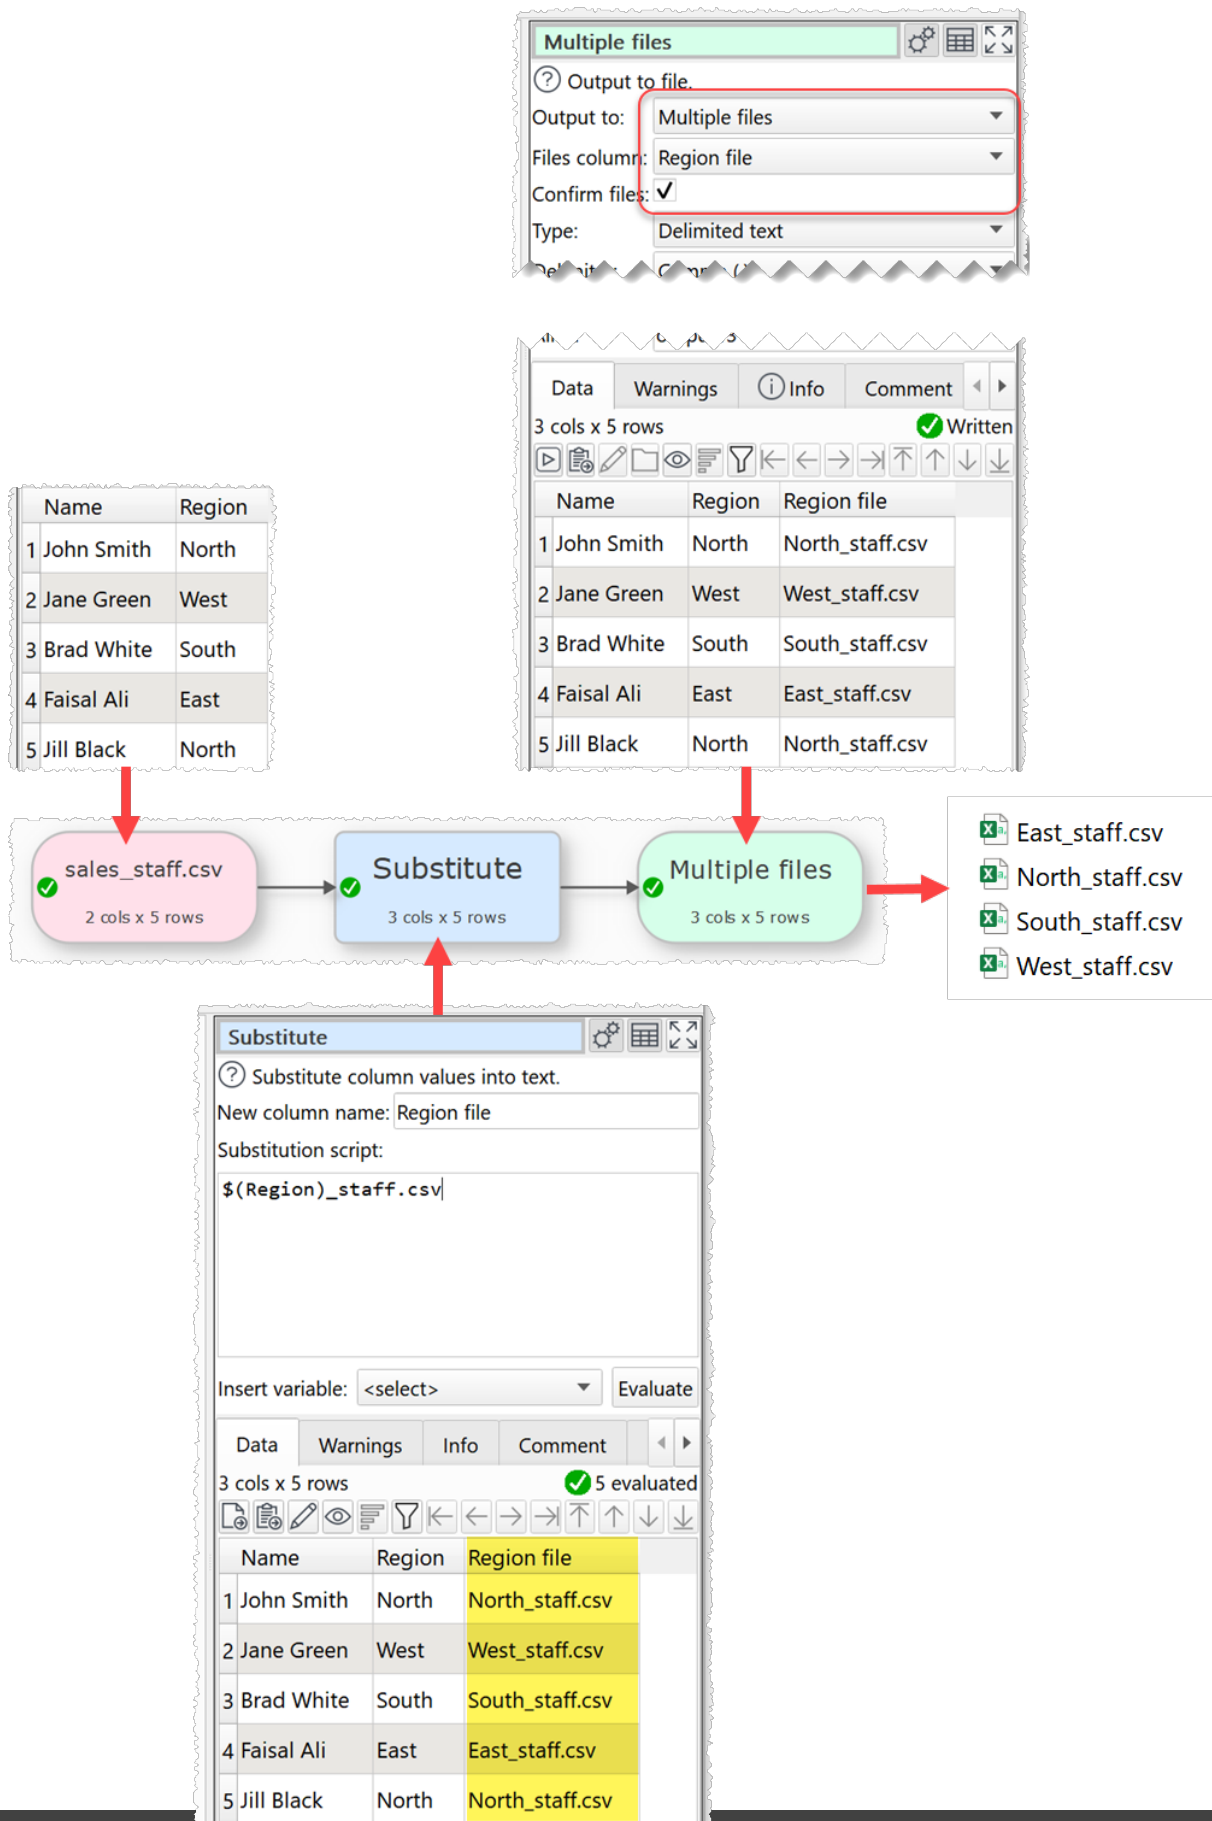 Multiple files
? Output to file.
Output to: Multiple files
Files column: Region file
Confirm files:
Type: Delimited text
Data Warnings i Info Comment
3 cols x 5 rows Written
Name Region Region file
1 John Smith North North_staff.csv
2 Jane Green West West_staff.csv
3 Brad White South South_staff.csv
4 Faisal Ali East East_staff.csv
5 Jill Black North North_staff.csv
Name Region
1 John Smith North
2 Jane Green West
3 Brad White South
4 Faisal Ali East
5 Jill Black North
sales_staff.csv
2 cols x 5 rows
Substitute
3 cols x 5 rows
Multiple files
3 cols x 5 rows
East_staff.csv
North_staff.csv
South_staff.csv
West_staff.csv
Substitute
? Substitute column values into text.
New column name: Region file
Substitution script:
$(Region)_staff.csv
Insert variable: <select> Evaluate
Data Warnings Info Comment
3 cols x 5 rows 5 evaluated
Name Region Region file
1 John Smith North North_staff.csv
2 Jane Green West West_staff.csv
3 Brad White South South_staff.csv
4 Faisal Ali East East_staff.csv
5 Jill Black North North_staff.csv